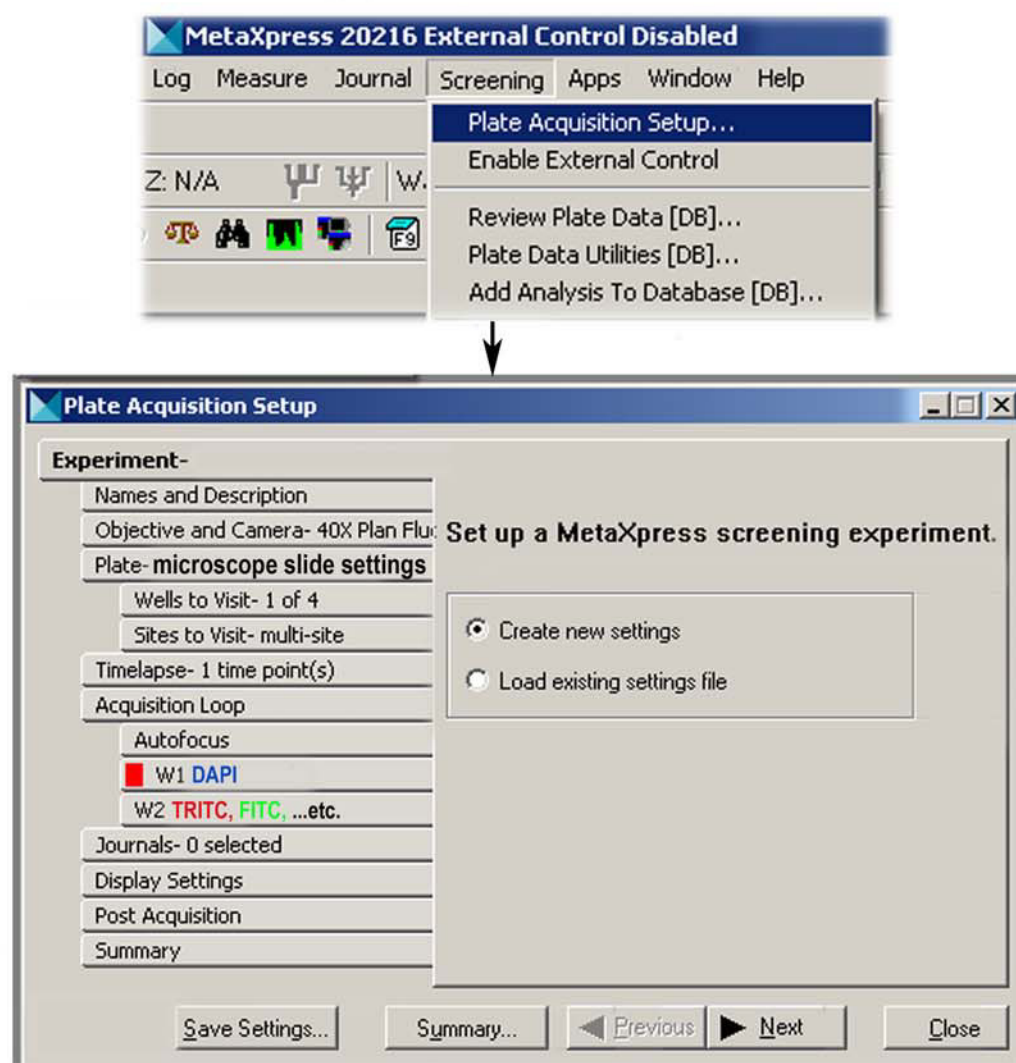 MetaXpress 20216 External Control Disabled
Log Measure Journal Screening Apps Window Help
Plate Acquisition Setup...
Enable External Control
Z: N/A W.
F9
Review Plate Data [DB]...
Plate Data Utilities [DB]...
Add Analysis To Database [DB]...
Plate Acquisition Setup
Experiment-
Names and Description
Objective and Camera- 40X Plan Flu
Set up a MetaXpress screening experiment.
Plate- microscope slide settings
Wells to Visit- 1 of 4
Sites to Visit- multi-site
Create new settings
Load existing settings file
Timelapse- 1 time point(s)
Acquisition Loop
Autofocus
W1 DAPI
W2 TRITC, FITC, ...etc.
Journals- 0 selected
Display Settings
Post Acquisition
Summary
Save Settings... Summary... Previous Next Close